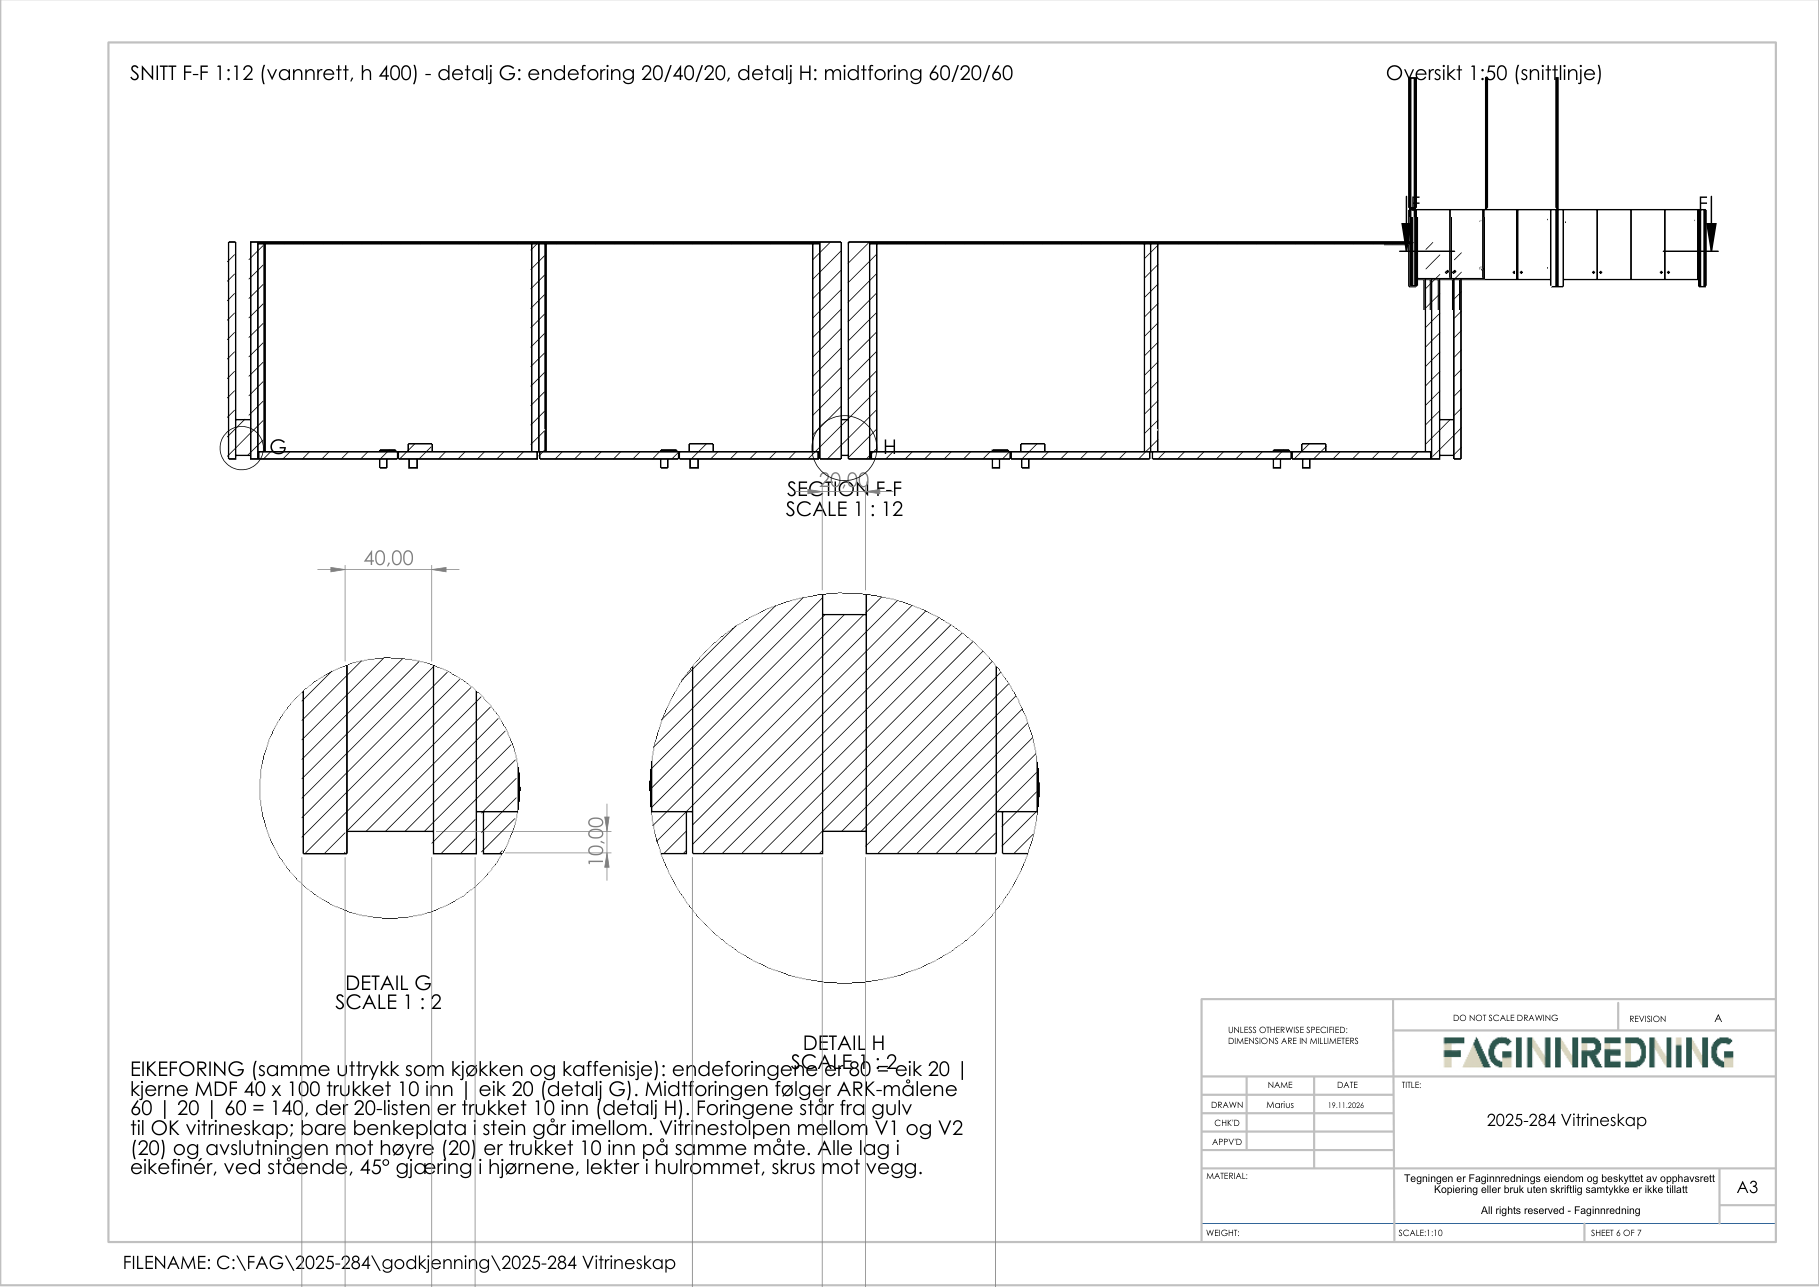 SNITT F-F 1:12 (vannrett, h 400) - detalj G: endeforing 20/40/20, detalj H: midtforing 60/20/60
Oversikt 1:50 (snittlinje)
F
F
G
H
20,00
SECTION F-F
SCALE 1 : 12
40,00
10,00
DETAIL G
SCALE 1 : 2
DETAIL H
SCALE 1 : 2
EIKEFORING (samme uttrykk som kjøkken og kaffenisje): endeforingene er 80 = eik 20 |
kjerne MDF 40 x 100 trukket 10 inn | eik 20 (detalj G). Midtforingen følger ARK-målene
60 | 20 | 60 = 140, der 20-listen er trukket 10 inn (detalj H). Foringene står fra gulv
til OK vitrineskap; bare benkeplata i stein går imellom. Vitrinestolpen mellom V1 og V2
(20) og avslutningen mot høyre (20) er trukket 10 inn på samme måte. Alle lag i
eikefinér, ved stående, 45° gjæring i hjørnene, lekter i hulrommet, skrus mot vegg.
UNLESS OTHERWISE SPECIFIED:
DIMENSIONS ARE IN MILLIMETERS
DO NOT SCALE DRAWING
REVISION A
FAGINNREDNING
NAME DATE
DRAWN Marius 19.11.2026
CHK'D
APPV'D
TITLE:
2025-284 Vitrineskap
MATERIAL:
Tegningen er Faginnrednings eiendom og beskyttet av opphavsrett
Kopiering eller bruk uten skriftlig samtykke er ikke tillatt
All rights reserved - Faginnredning
A3
WEIGHT:
SCALE:1:10
SHEET 6 OF 7
FILENAME: C:\FAG\2025-284\godkjenning\2025-284 Vitrineskap